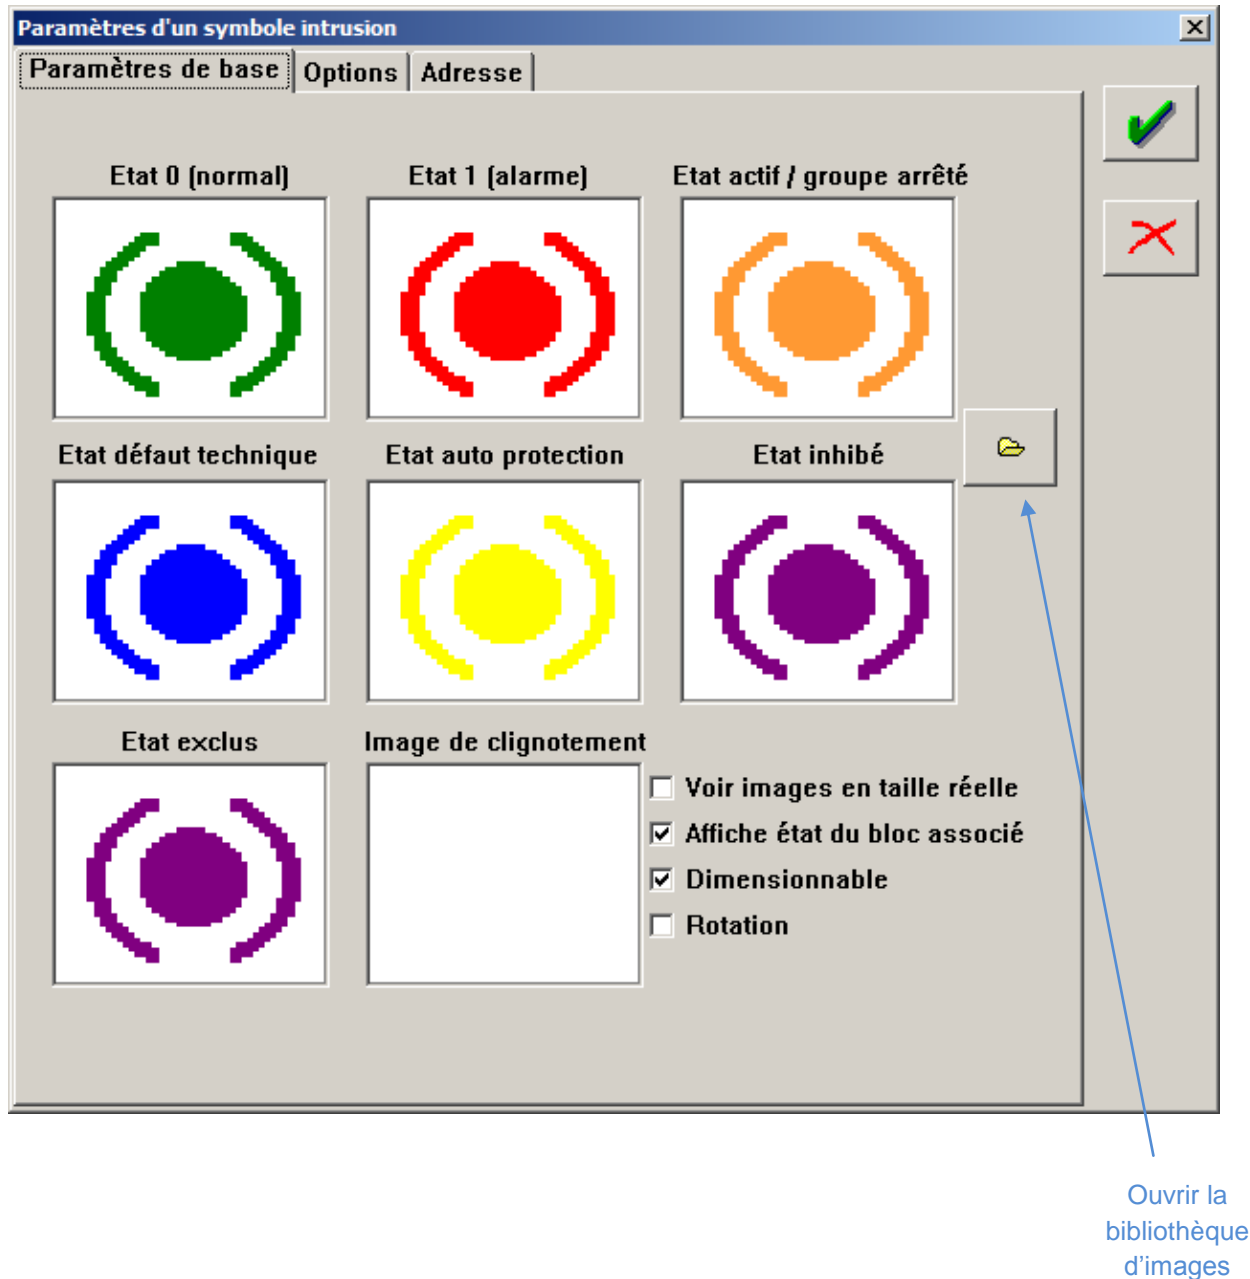 Paramètres d'un symbole intrusion
Paramètres de base
Options
Adresse
Etat 0 (normal)
Etat 1 (alarme)
Etat actif / groupe arrêté
Etat défaut technique
Etat auto protection
Etat inhibé
Etat exclus
Image de clignotement
Voir images en taille réelle
Affiche état du bloc associé
Dimensionnable
Rotation
Ouvrir la
bibliothèque
d'images